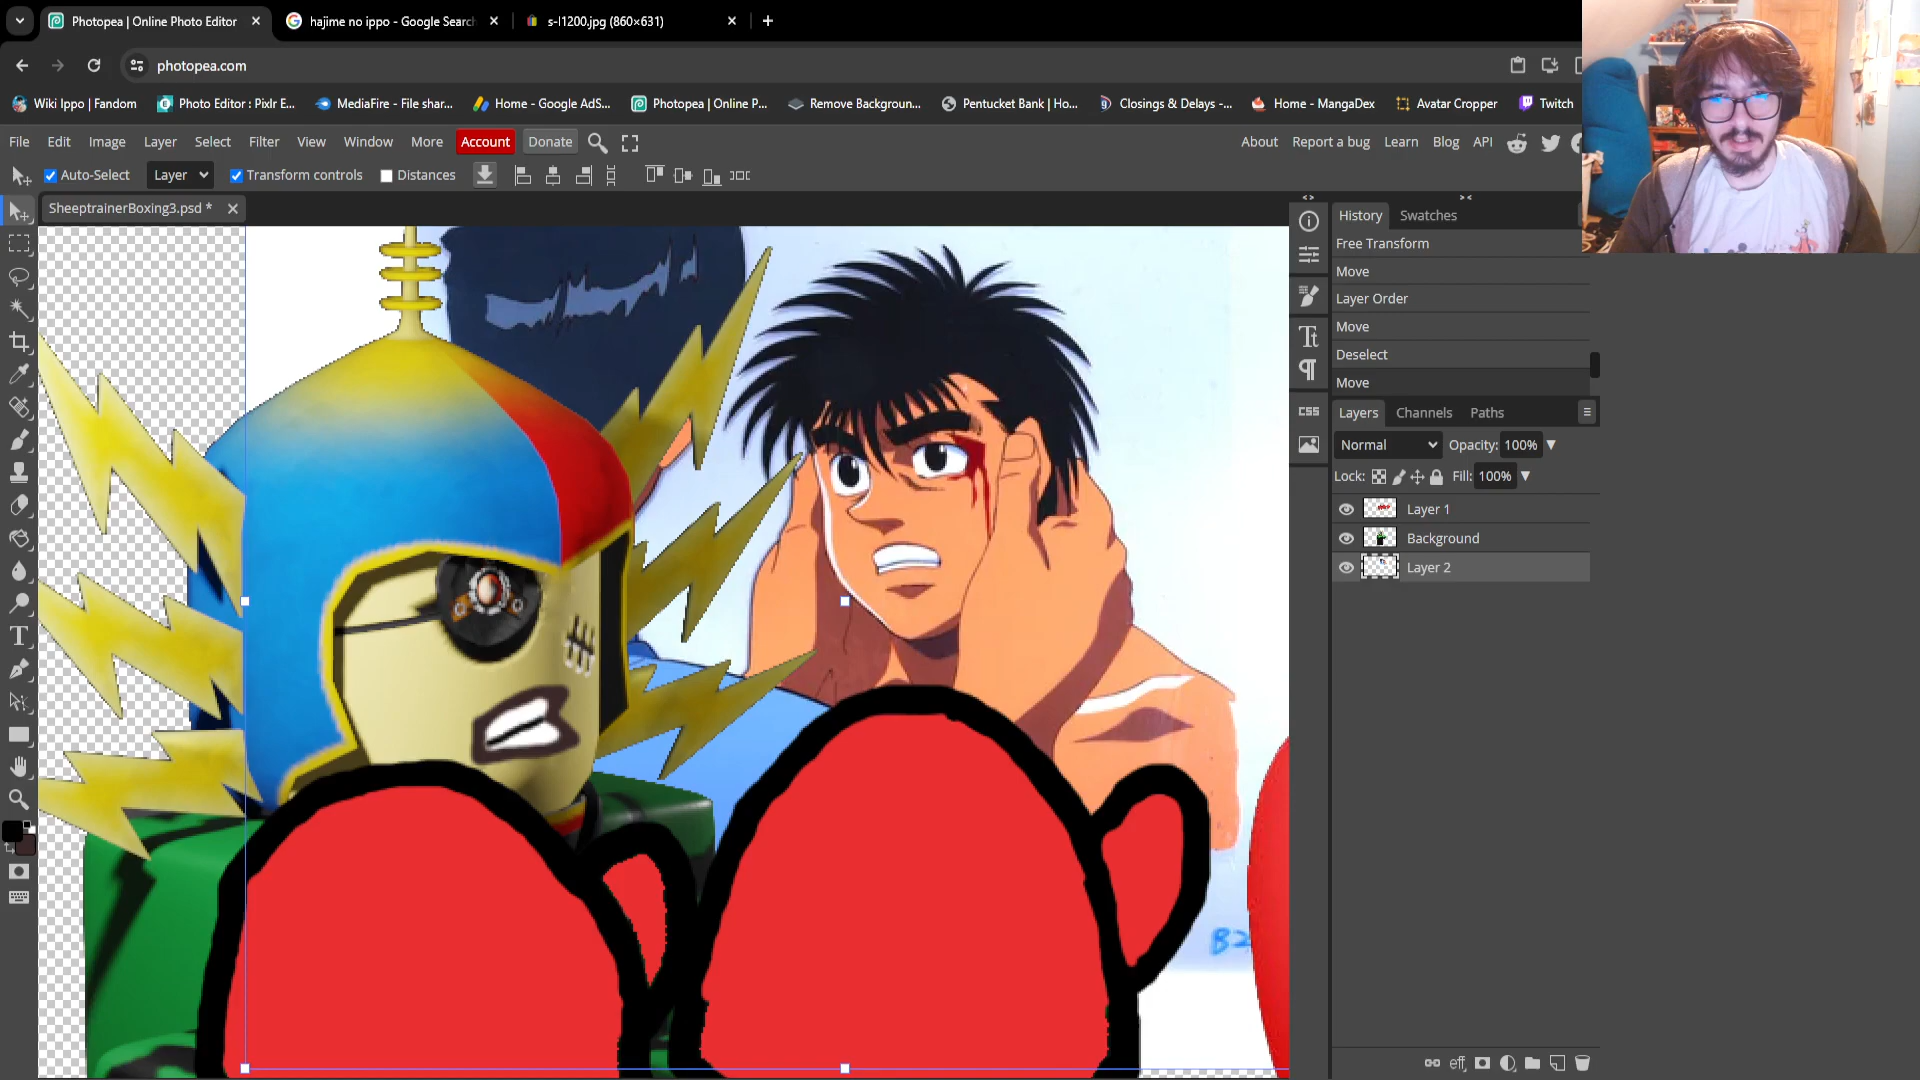 Photopea | Online Photo Editor
hajime no ippo - Google Search
s-l1200.jpg (860×631)
photopea.com
Wiki Ippo | Fandom
Photo Editor : Pixlr E...
MediaFire - File shar...
Home - Google AdS...
Photopea | Online P...
Remove Backgroun...
Pentucket Bank | Ho...
Closings & Delays -...
Home - MangaDex
Avatar Cropper
Twitch
File Edit Image Layer Select Filter View Window More Account Donate
About Report a bug Learn Blog API
Auto-Select Layer Transform controls Distances
SheeptrainerBoxing3.psd *
History Swatches
Free Transform
Move
Layer Order
Move
Deselect
Move
CSS
Layers Channels Paths
Normal Opacity: 100%
Lock: Fill: 100%
Layer 1
Background
Layer 2
B2
eff